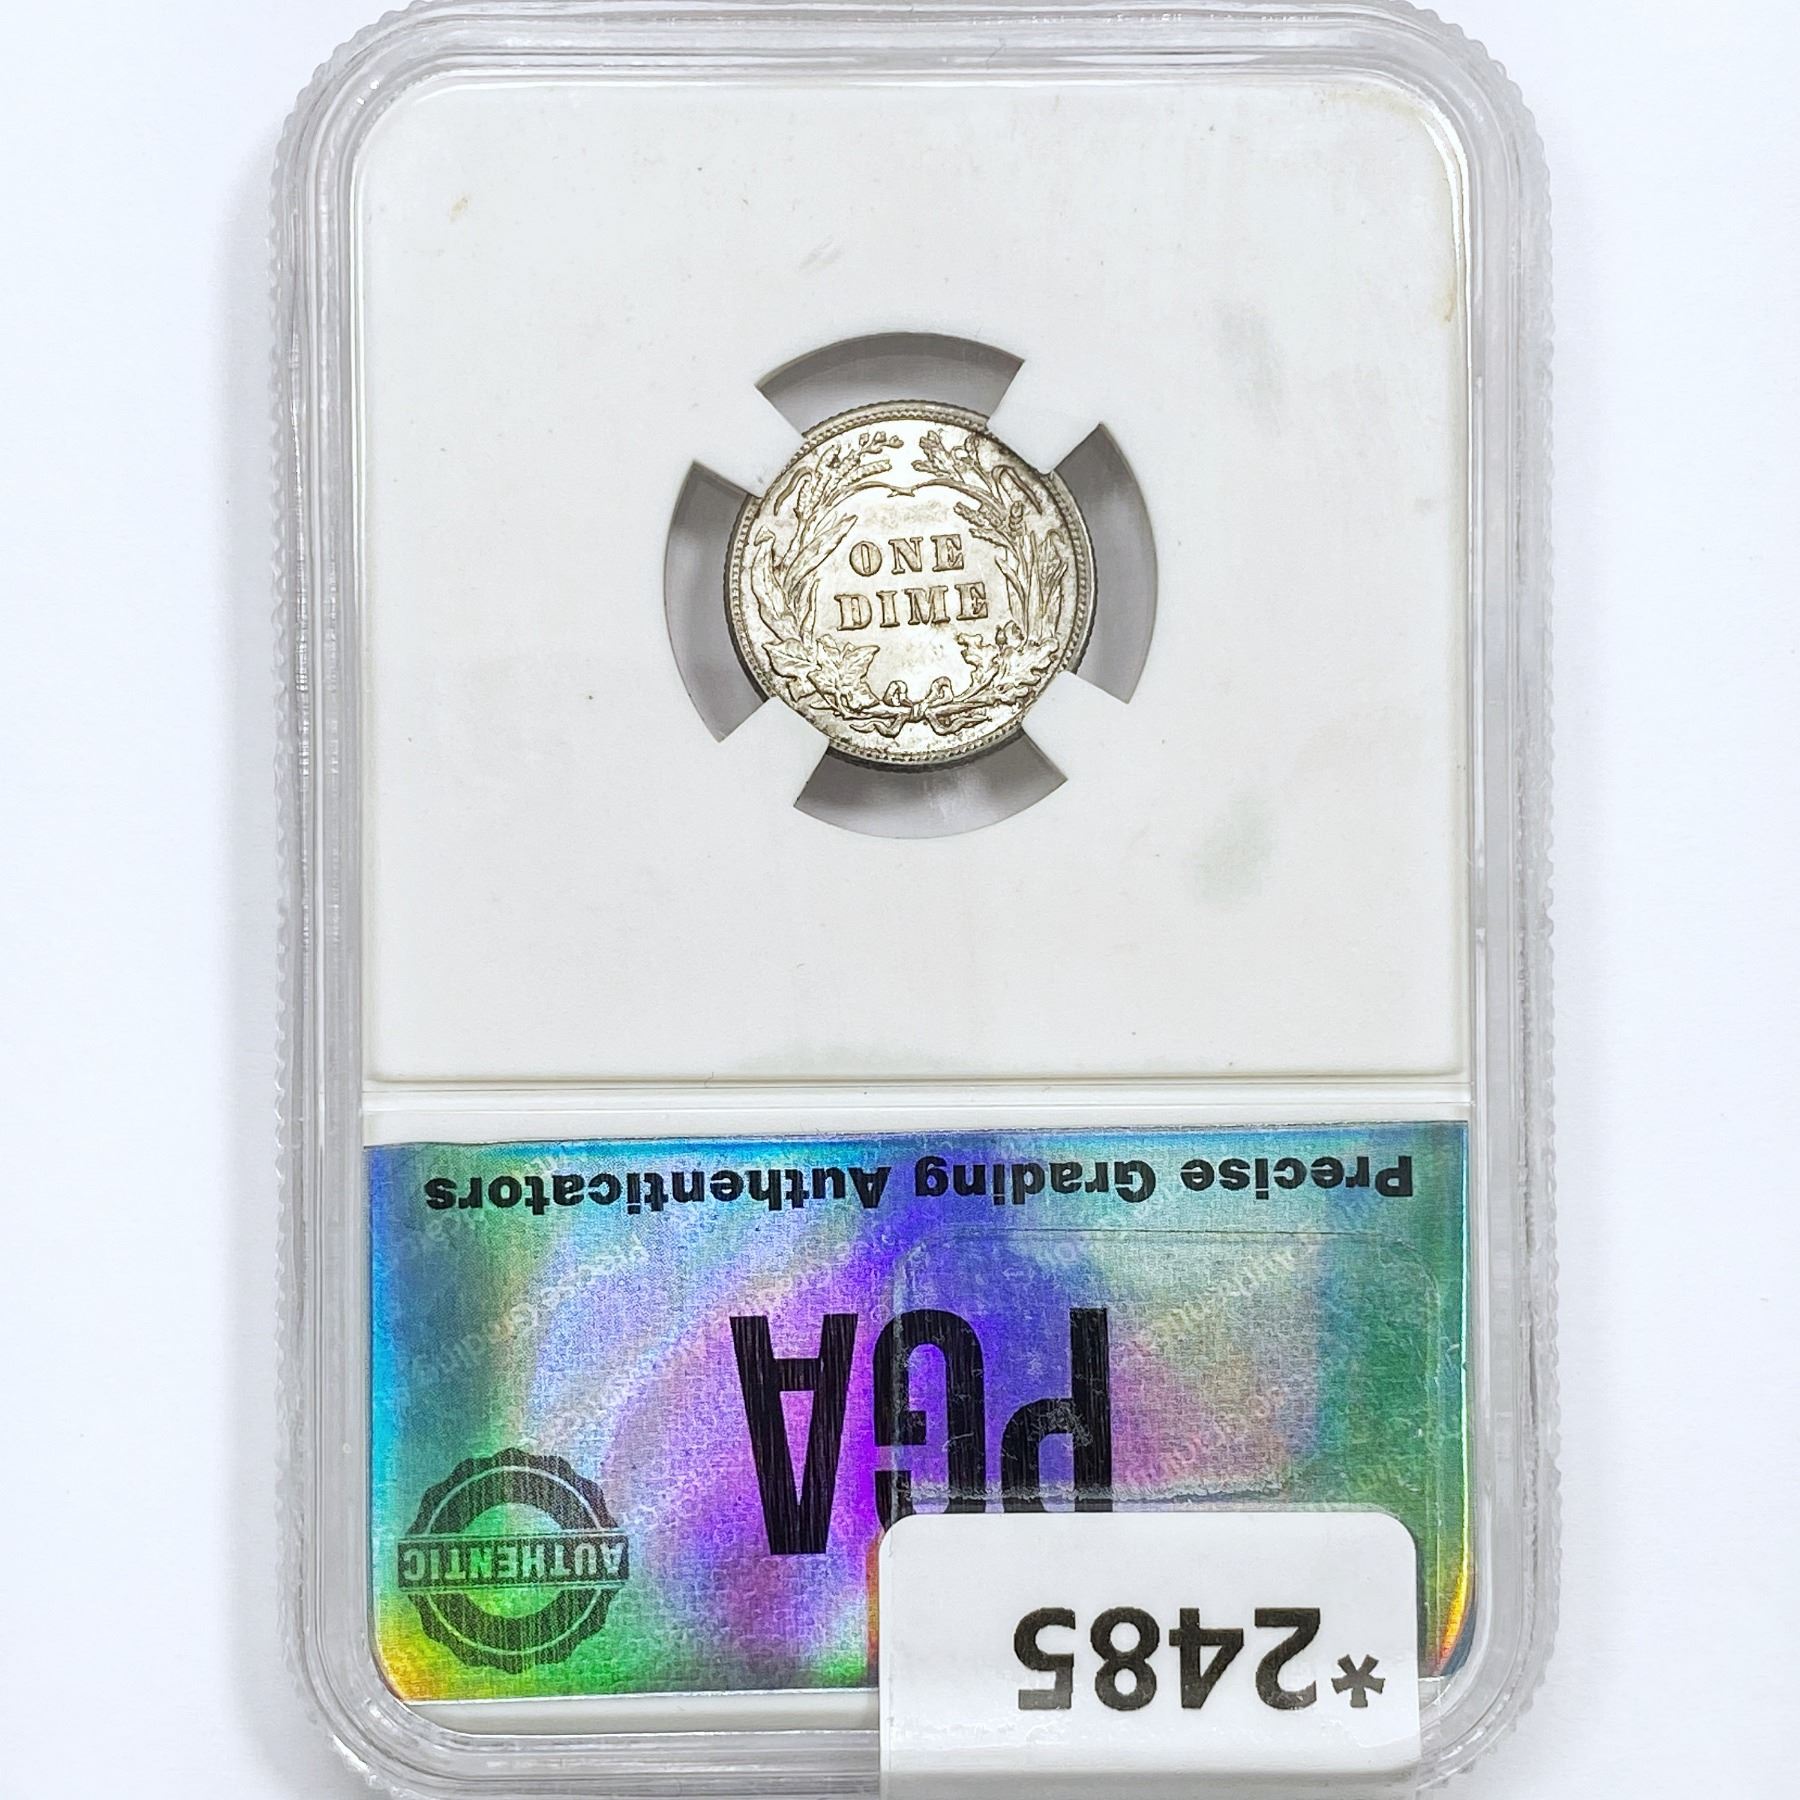 ONE
DIME
Precise Grading Authenticators
PGA
AUTHENTIC
*2485